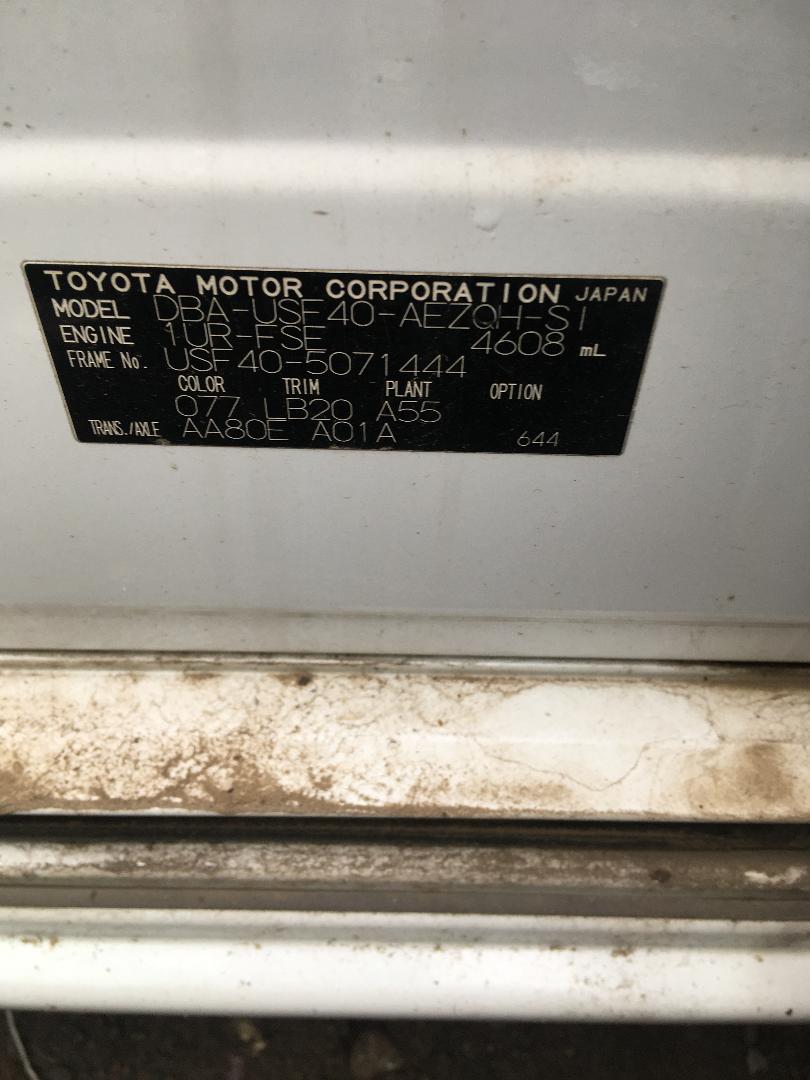 TOYOTA MOTOR CORPORATION JAPAN
MODEL DBA-USF40-AEZQH-SI
ENGINE 1UR-FSE 4608 mL
FRAME No. USF40-5071444
COLOR TRIM PLANT OPTION
077 LB20 A55
TRANS./AXLE AA80E A01A 644